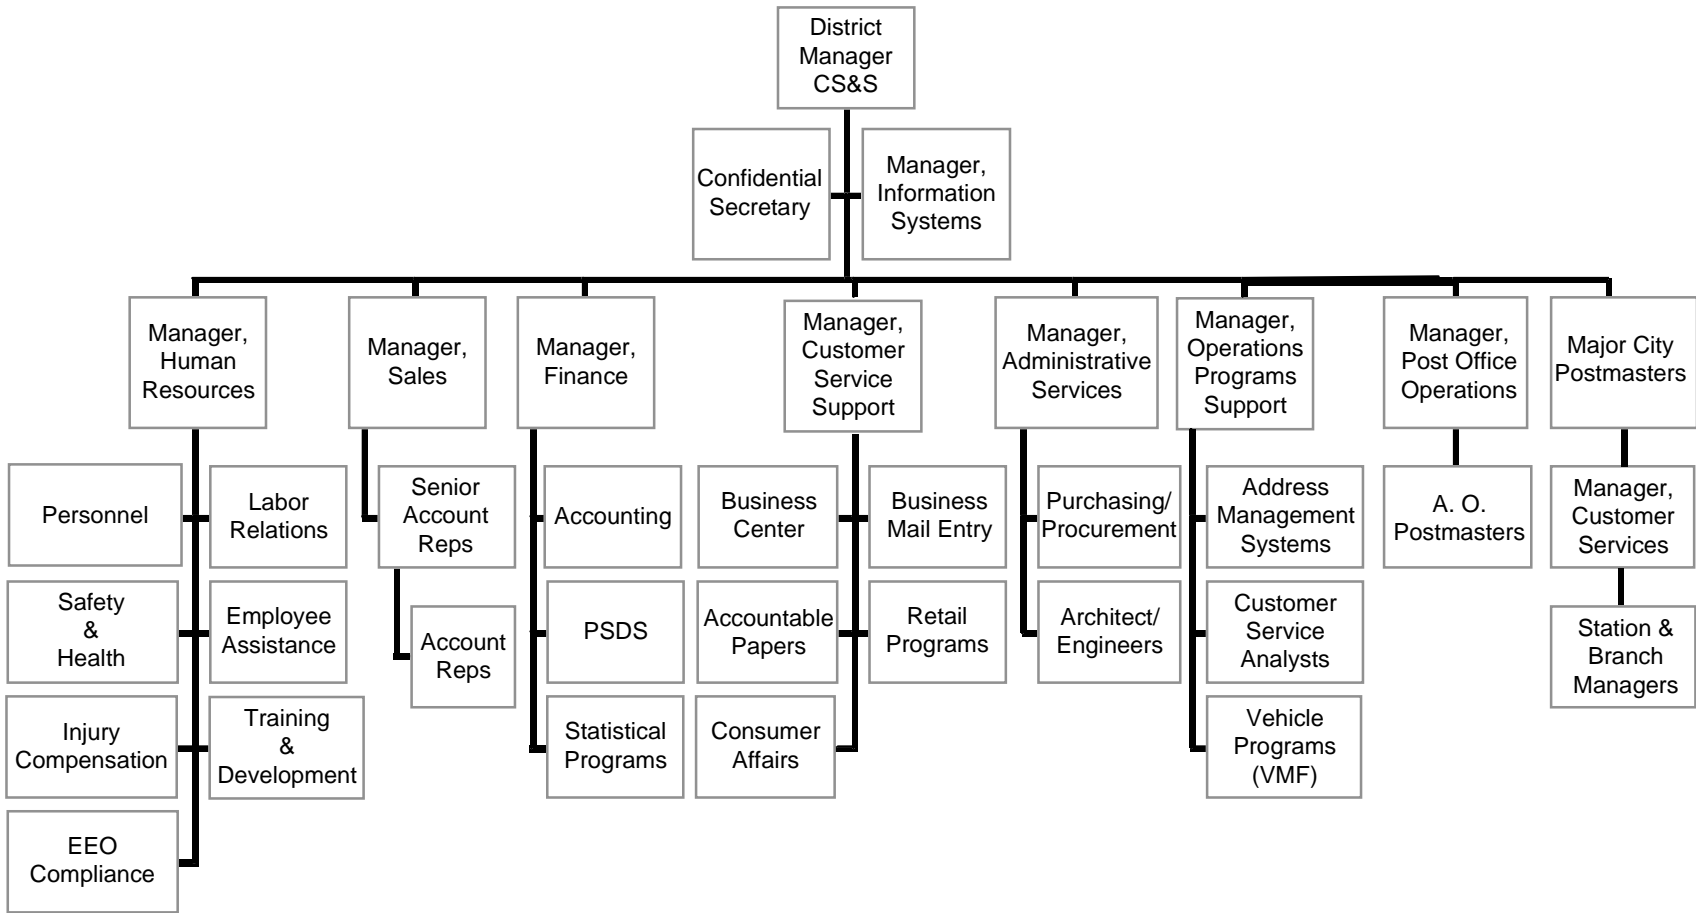 District
Manager
CS&S
Confidential
Secretary
Manager,
Information
Systems
Manager,
Human
Resources
Manager,
Sales
Manager,
Finance
Manager,
Customer
Service
Support
Manager,
Administrative
Services
Manager,
Operations
Programs
Support
Manager,
Post Office
Operations
Major City
Postmasters
Personnel
Labor
Relations
Senior
Account
Reps
Accounting
Business
Center
Business
Mail Entry
Purchasing/
Procurement
Address
Management
Systems
A. O.
Postmasters
Manager,
Customer
Services
Safety
&
Health
Employee
Assistance
Account
Reps
PSDS
Accountable
Papers
Retail
Programs
Architect/
Engineers
Customer
Service
Analysts
Station &
Branch
Managers
Injury
Compensation
Training
&
Development
Statistical
Programs
Consumer
Affairs
Vehicle
Programs
(VMF)
EEO
Compliance